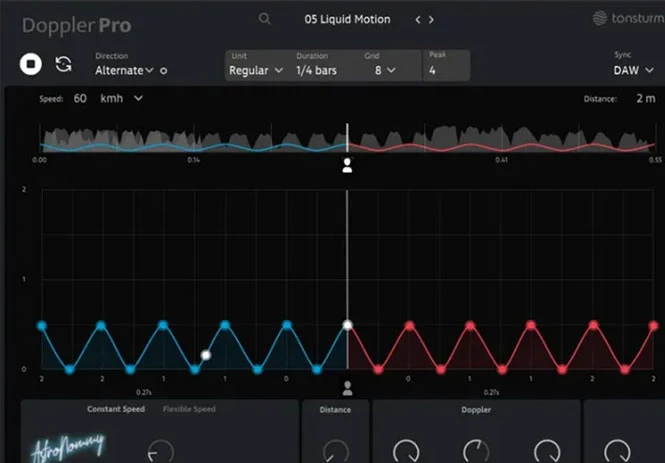 Doppler Pro
05 Liquid Motion
tonsturm
Direction
Alternate
Unit
Regular
Duration
1/4 bars
Grid
8
Peak
4
Sync
DAW
Speed: 60 kmh
Distance: 2 m
0.00 0.14 0.41 0.55
2
1
0
2 2 1 1 0 0 1 1 2 2
0.27s 0.27s
Constant Speed Flexible Speed
Distance
Doppler
AstroNommy